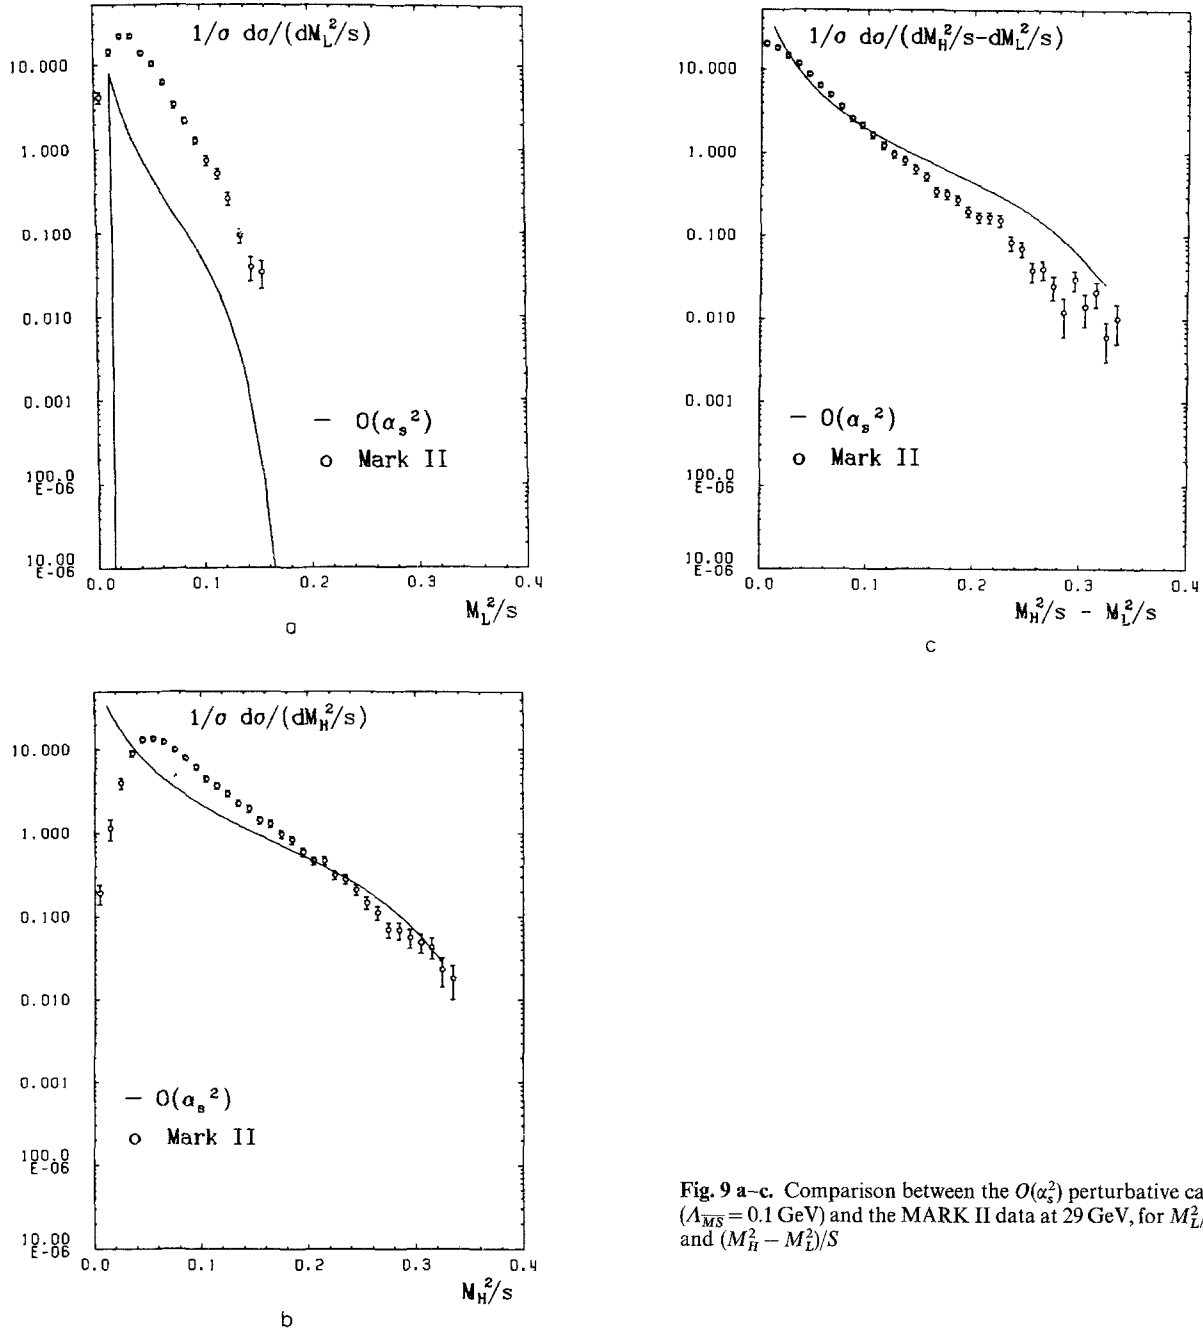 1/σ dσ/(dM_L^2/s)
10.000
1.000
0.100
0.010
0.001
100.0
E-06
10.00
E-06
— O(α_s^2)
o Mark II
0.0 0.1 0.2 0.3 0.4
M_L^2/s
a
1/σ dσ/(dM_H^2/s-dM_L^2/s)
10.000
1.000
0.100
0.010
0.001
100.0
E-06
10.00
E-06
— O(α_s^2)
o Mark II
0.0 0.1 0.2 0.3 0.4
M_H^2/s - M_L^2/s
c
1/σ dσ/(dM_H^2/s)
10.000
1.000
0.100
0.010
0.001
100.0
E-06
10.00
E-06
— O(α_s^2)
o Mark II
0.0 0.1 0.2 0.3 0.4
M_H^2/s
b
Fig. 9 a–c. Comparison between the O(α_s^2) perturbative ca
(Λ_M̅S̅ = 0.1 GeV) and the MARK II data at 29 GeV, for M_L^2/
and (M_H^2 − M_L^2)/S